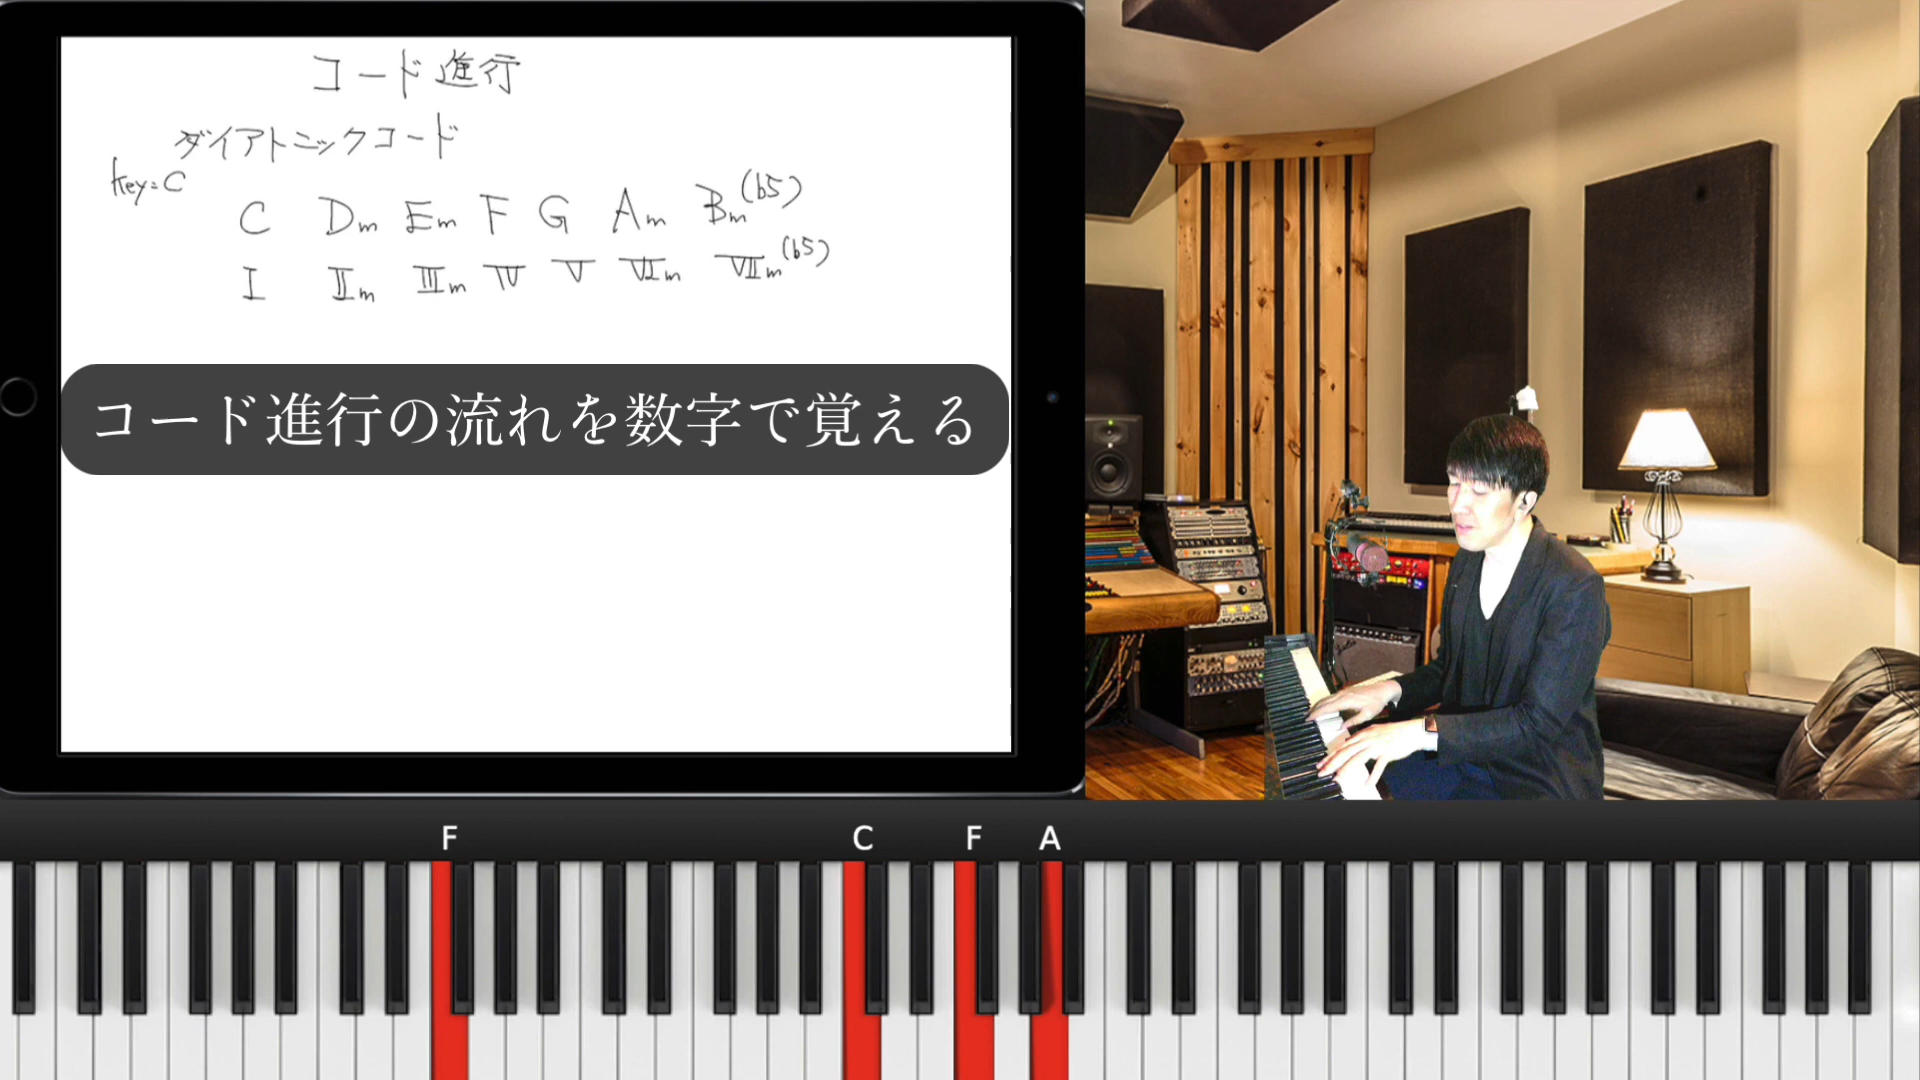 コード進行
ダイアトニックコード
key=C
C Dm Em F G Am Bm(b5)
I IIm IIIm IV V VIm VIIm(b5)
コード進行の流れを数字で覚える
F C F A